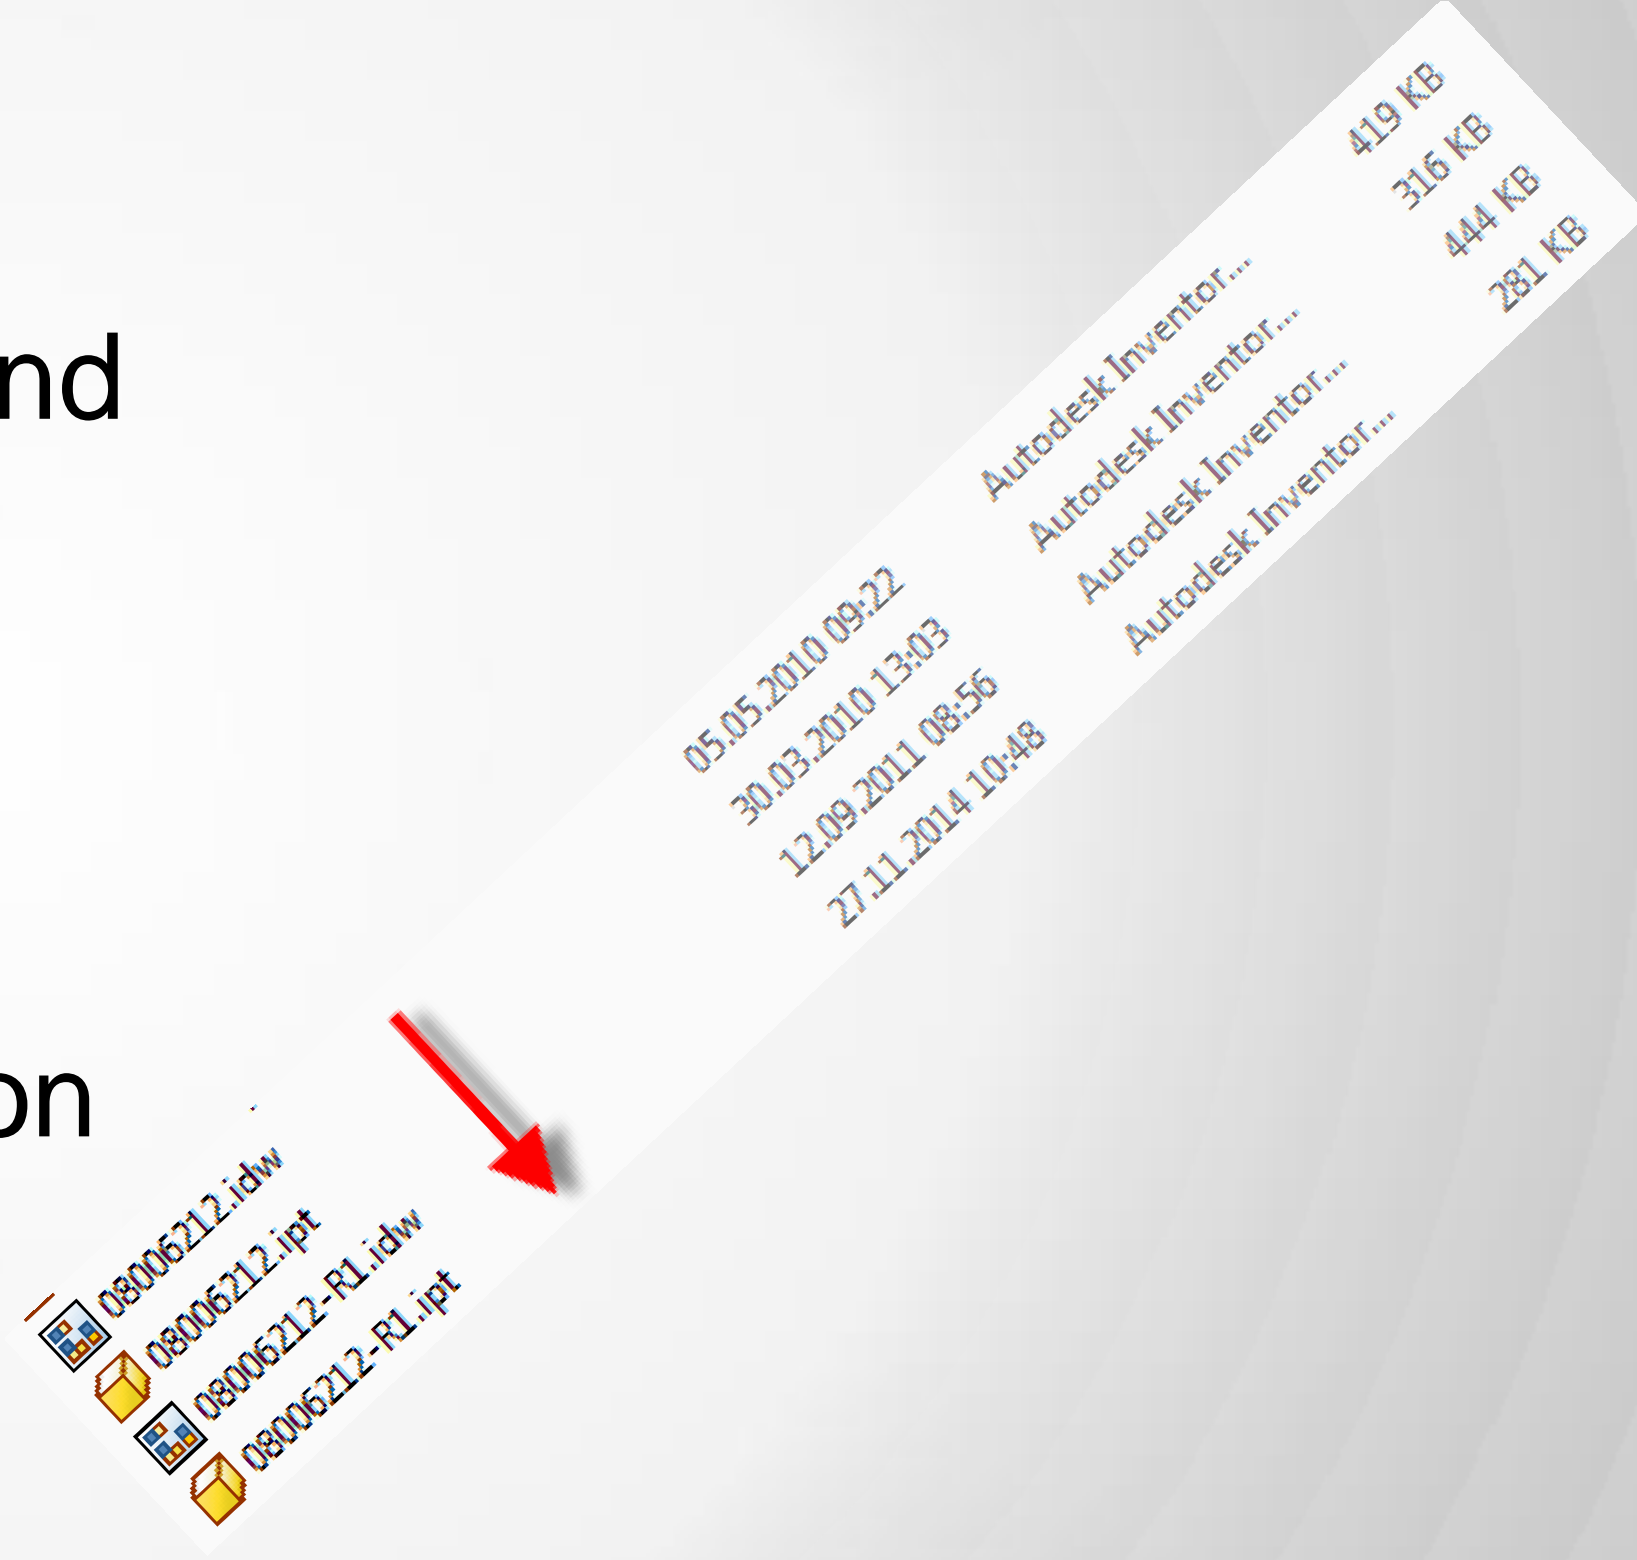 nd
on
08006212.idw 05.05.2010 09:22 Autodesk Inventor... 419 KB
08006212.ipt 30.03.2010 13:03 Autodesk Inventor... 316 KB
08006212-R1.idw 12.09.2011 08:56 Autodesk Inventor... 444 KB
08006212-R1.ipt 27.11.2014 10:48 Autodesk Inventor... 281 KB